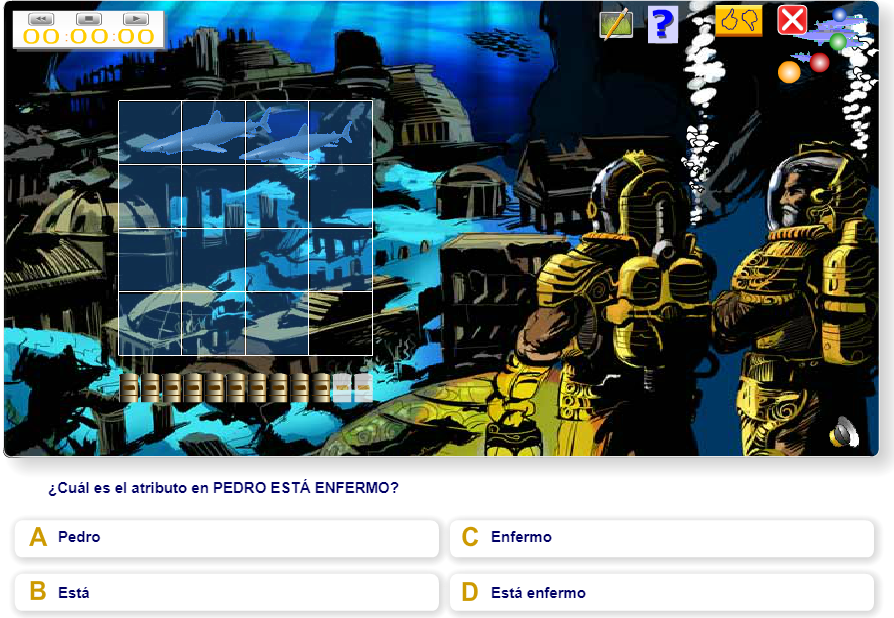 00:00:00
?
¿Cuál es el atributo en PEDRO ESTÁ ENFERMO?
A Pedro
C Enfermo
B Está
D Está enfermo